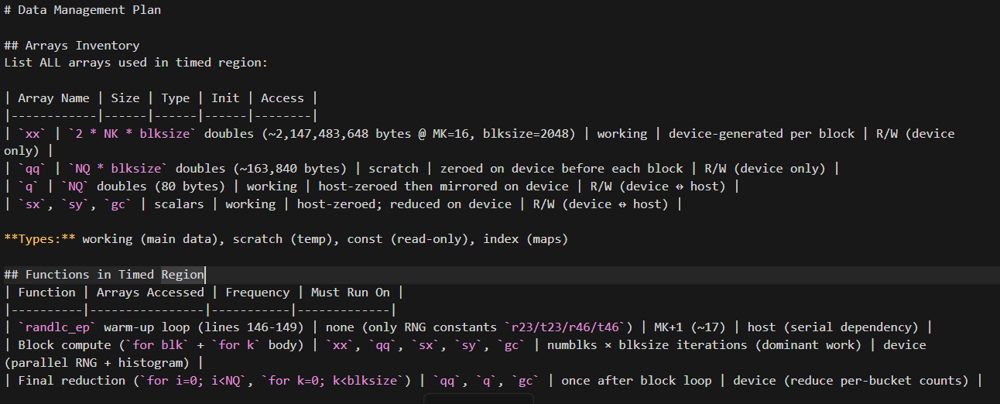 # Data Management Plan
## Arrays Inventory
List ALL arrays used in timed region:
| Array Name | Size | Type | Init | Access |
|------------|------|------|------|--------|
| `xx` | `2 * NK * blksize` doubles (~2,147,483,648 bytes @ MK=16, blksize=2048) | working | device-generated per block | R/W (device
only) |
| `qq` | `NQ * blksize` doubles (~163,840 bytes) | scratch | zeroed on device before each block | R/W (device only) |
| `q` | `NQ` doubles (80 bytes) | working | host-zeroed then mirrored on device | R/W (device ↔ host) |
| `sx`, `sy`, `gc` | scalars | working | host-zeroed; reduced on device | R/W (device ↔ host) |
**Types:** working (main data), scratch (temp), const (read-only), index (maps)
## Functions in Timed Region
| Function | Arrays Accessed | Frequency | Must Run On |
|----------|----------------|-----------|-------------|
| `randlc_ep` warm-up loop (lines 146-149) | none (only RNG constants `r23/t23/r46/t46`) | MK+1 (~17) | host (serial dependency) |
| Block compute (`for blk` + `for k` body) | `xx`, `qq`, `sx`, `sy`, `gc` | numblks × blksize iterations (dominant work) | device
(parallel RNG + histogram) |
| Final reduction (`for i=0; i<NQ`, `for k=0; k<blksize`) | `qq`, `q`, `gc` | once after block loop | device (reduce per-bucket counts) |